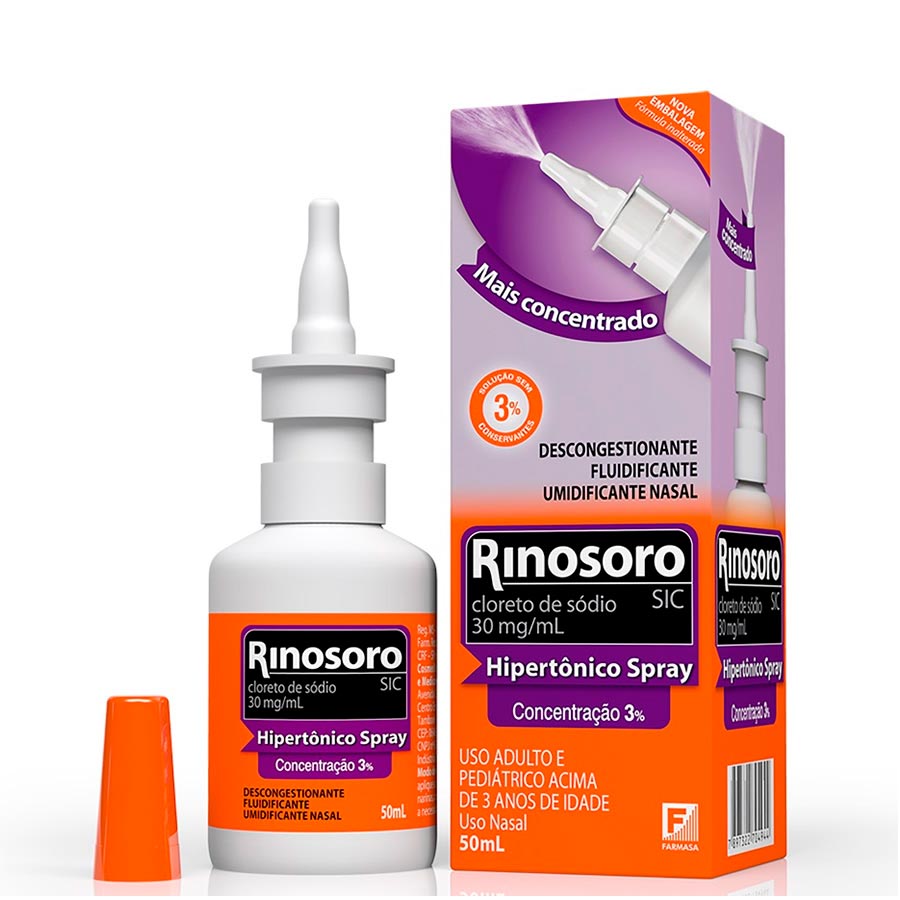 NOVA
EMBALAGEM
Fórmula inalterada
Mais concentrado
SOLUÇÃO SEM
3%
CONSERVANTES
DESCONGESTIONANTE
FLUIDIFICANTE
UMIDIFICANTE NASAL
RINOSORO
SIC
cloreto de sódio
30 mg/mL
Hipertônico Spray
Concentração 3%
USO ADULTO E
PEDIÁTRICO ACIMA
DE 3 ANOS DE IDADE
Uso Nasal
50mL
FARMASA
Mais
concentrado
RINOSORO
cloreto de sódio SIC
30 mg/mL
Hipertônico Spray
Concentração 3%
RINOSORO
cloreto de sódio SIC
30 mg/mL
Hipertônico Spray
Concentração 3%
DESCONGESTIONANTE
FLUIDIFICANTE
UMIDIFICANTE NASAL
50mL